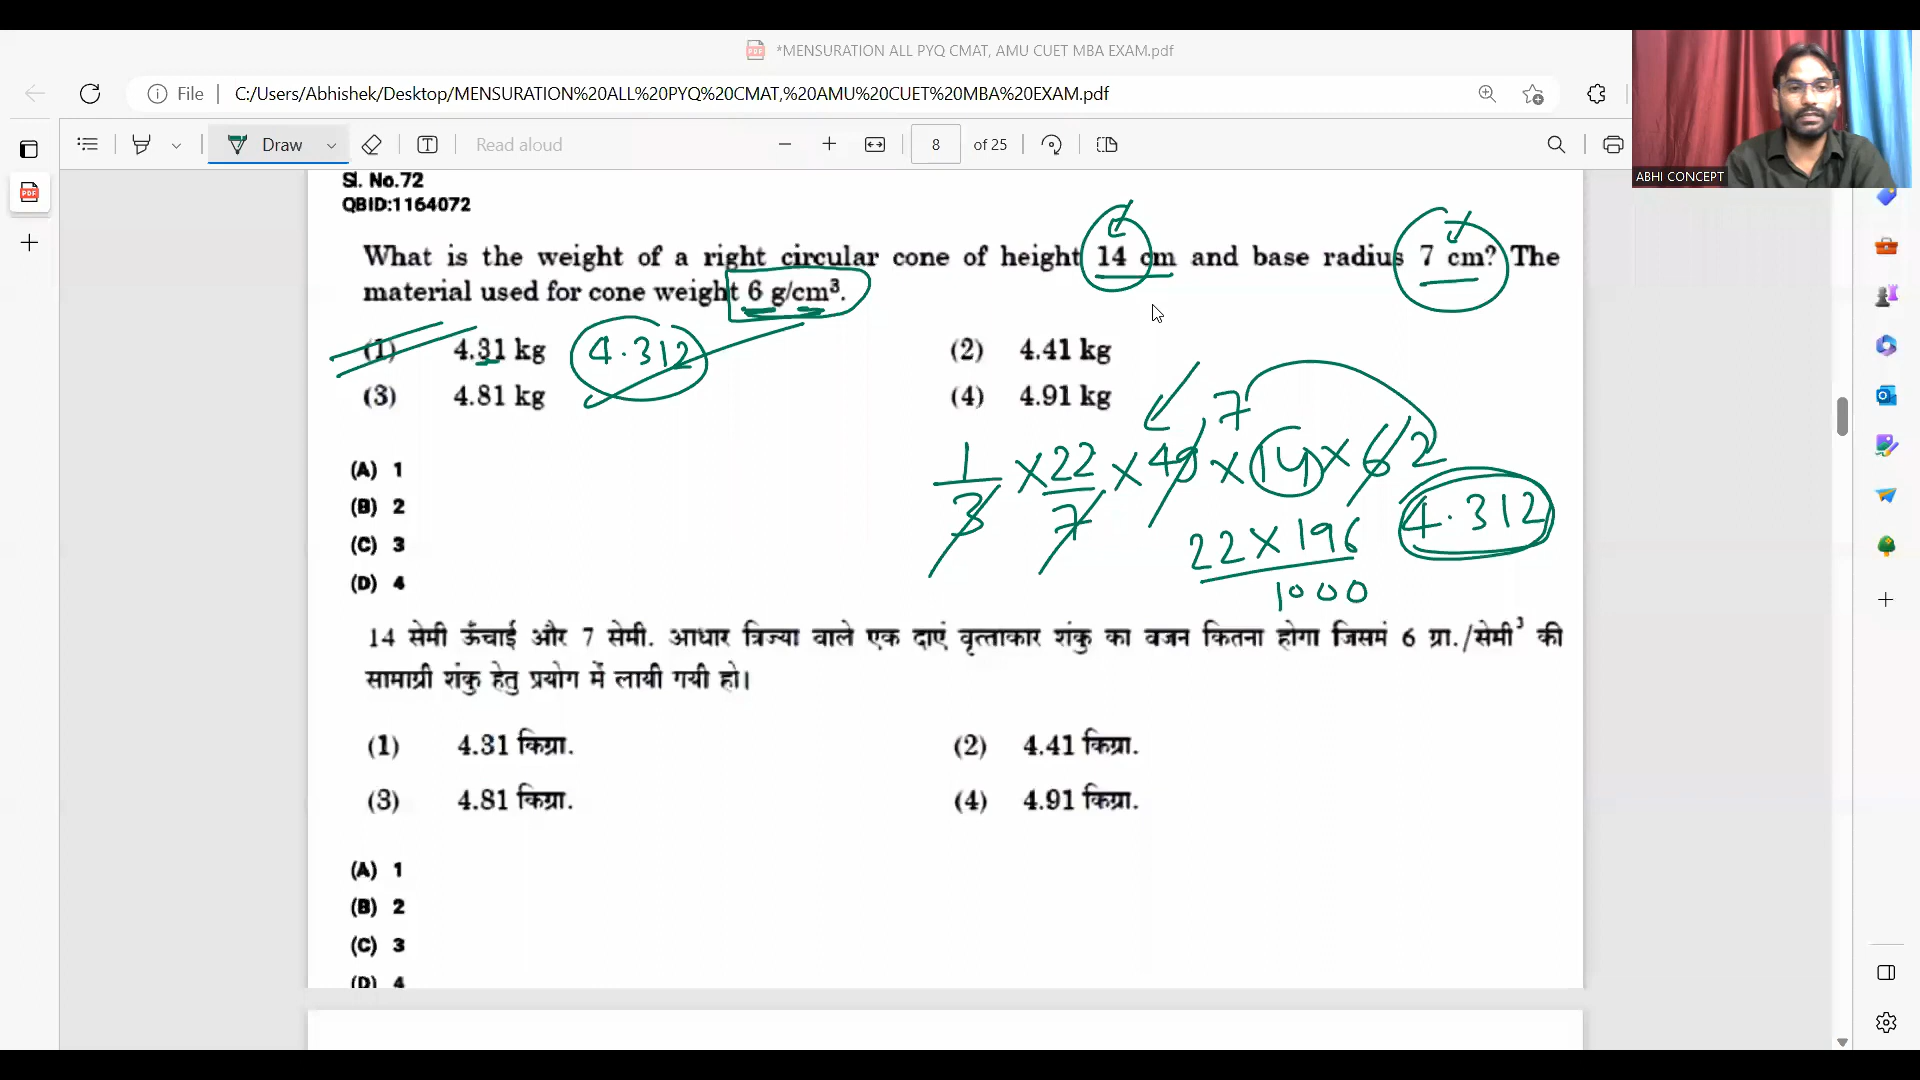 *MENSURATION ALL PYQ CMAT, AMU CUET MBA EXAM.pdf
File C:/Users/Abhishek/Desktop/MENSURATION%20ALL%20PYQ%20CMAT,%20AMU%20CUET%20MBA%20EXAM.pdf
Draw Read aloud 8 of 25
ABHI CONCEPT
Sl. No.72
QBID:1164072
What is the weight of a right circular cone of height 14 cm and base radius 7 cm? The
material used for cone weight 6 g/cm³.
(1) 4.31 kg 4.312 (2) 4.41 kg
(3) 4.81 kg (4) 4.91 kg
7
1/3 × 22/7 × 49 × 14 × 6 2
22 × 196 / 1000 4.312
(A) 1
(B) 2
(C) 3
(D) 4
14 सेमी ऊँचाई और 7 सेमी. आधार त्रिज्या वाले एक दाएं वृत्ताकार शंकु का वजन कितना होगा जिसमं 6 ग्रा./सेमी³ की
सामाग्री शंकु हेतु प्रयोग में लायी गयी हो।
(1) 4.31 किग्रा. (2) 4.41 किग्रा.
(3) 4.81 किग्रा. (4) 4.91 किग्रा.
(A) 1
(B) 2
(C) 3
(D) 4